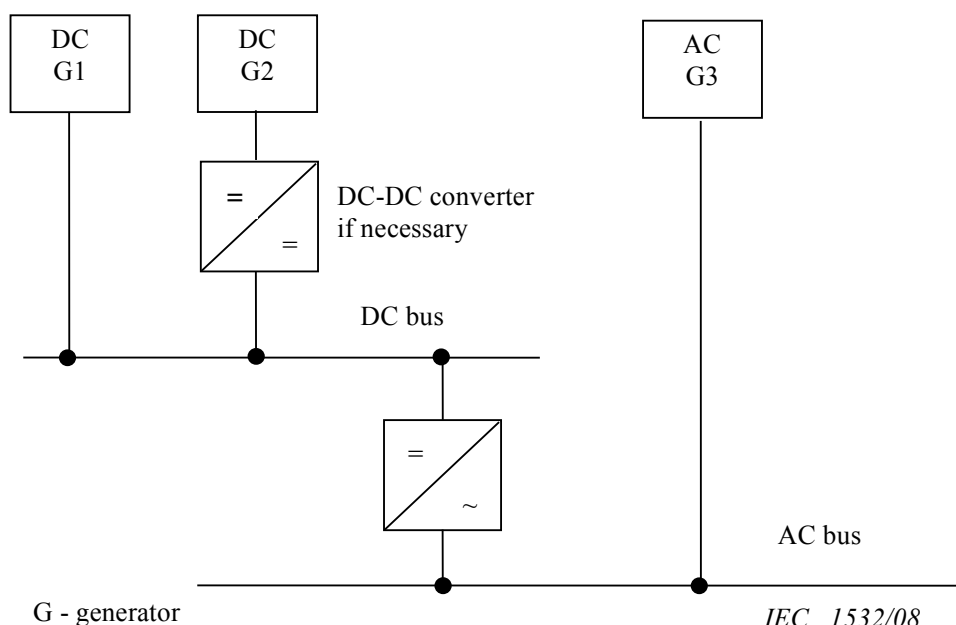 DC
G1
DC
G2
AC
G3
=
=
DC-DC converter
if necessary
DC bus
=
~
AC bus
G - generator
IEC 1532/08